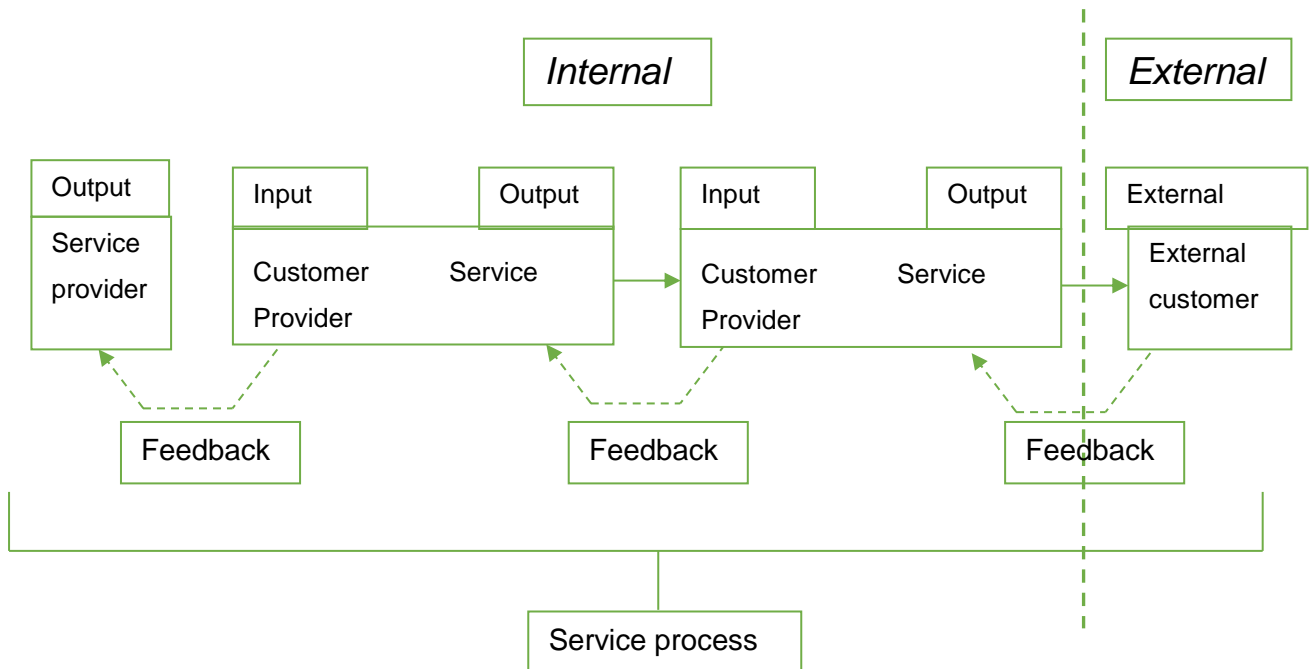 Internal
External
Output
Input
Output
Input
Output
External
Service
provider
Customer Service
Provider
Customer Service
Provider
External
customer
Feedback
Feedback
Feedback
Service process